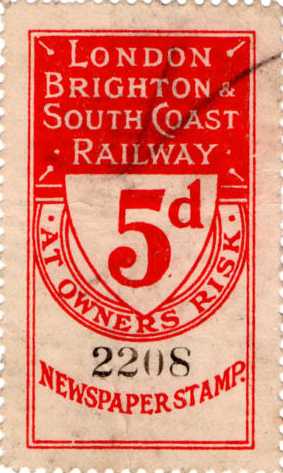 LONDON
BRIGHTON &
SOUTH COAST
· RAILWAY ·
5d
· AT OWNERS RISK ·
2208
NEWSPAPER STAMP.